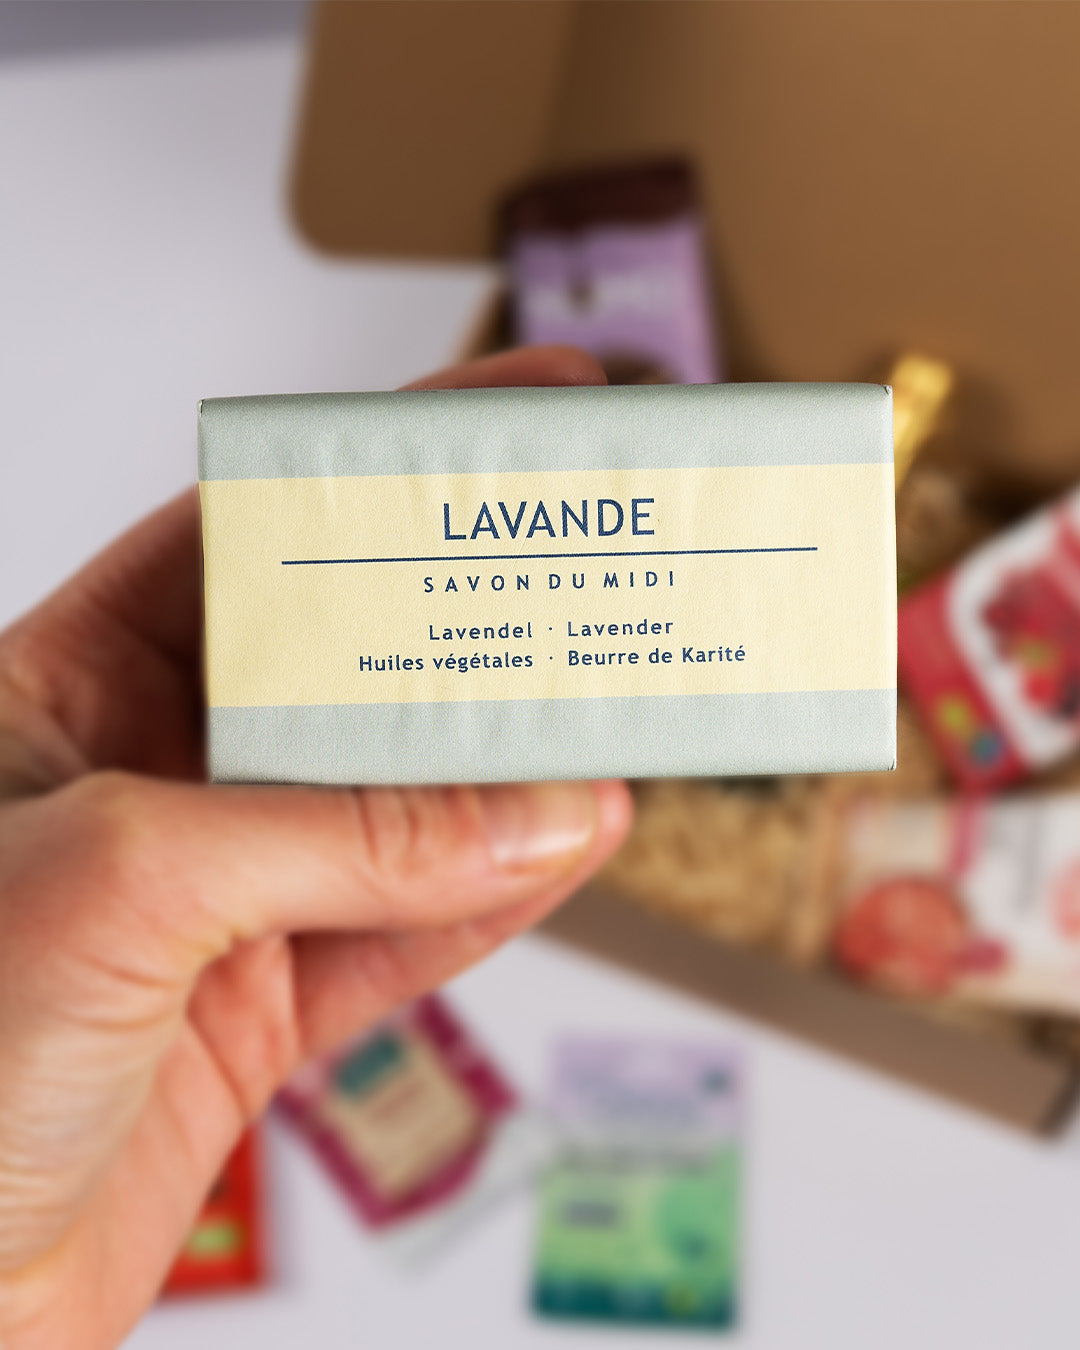 LAVANDE
SAVON DU MIDI
Lavendel · Lavender
Huiles végétales · Beurre de Karité